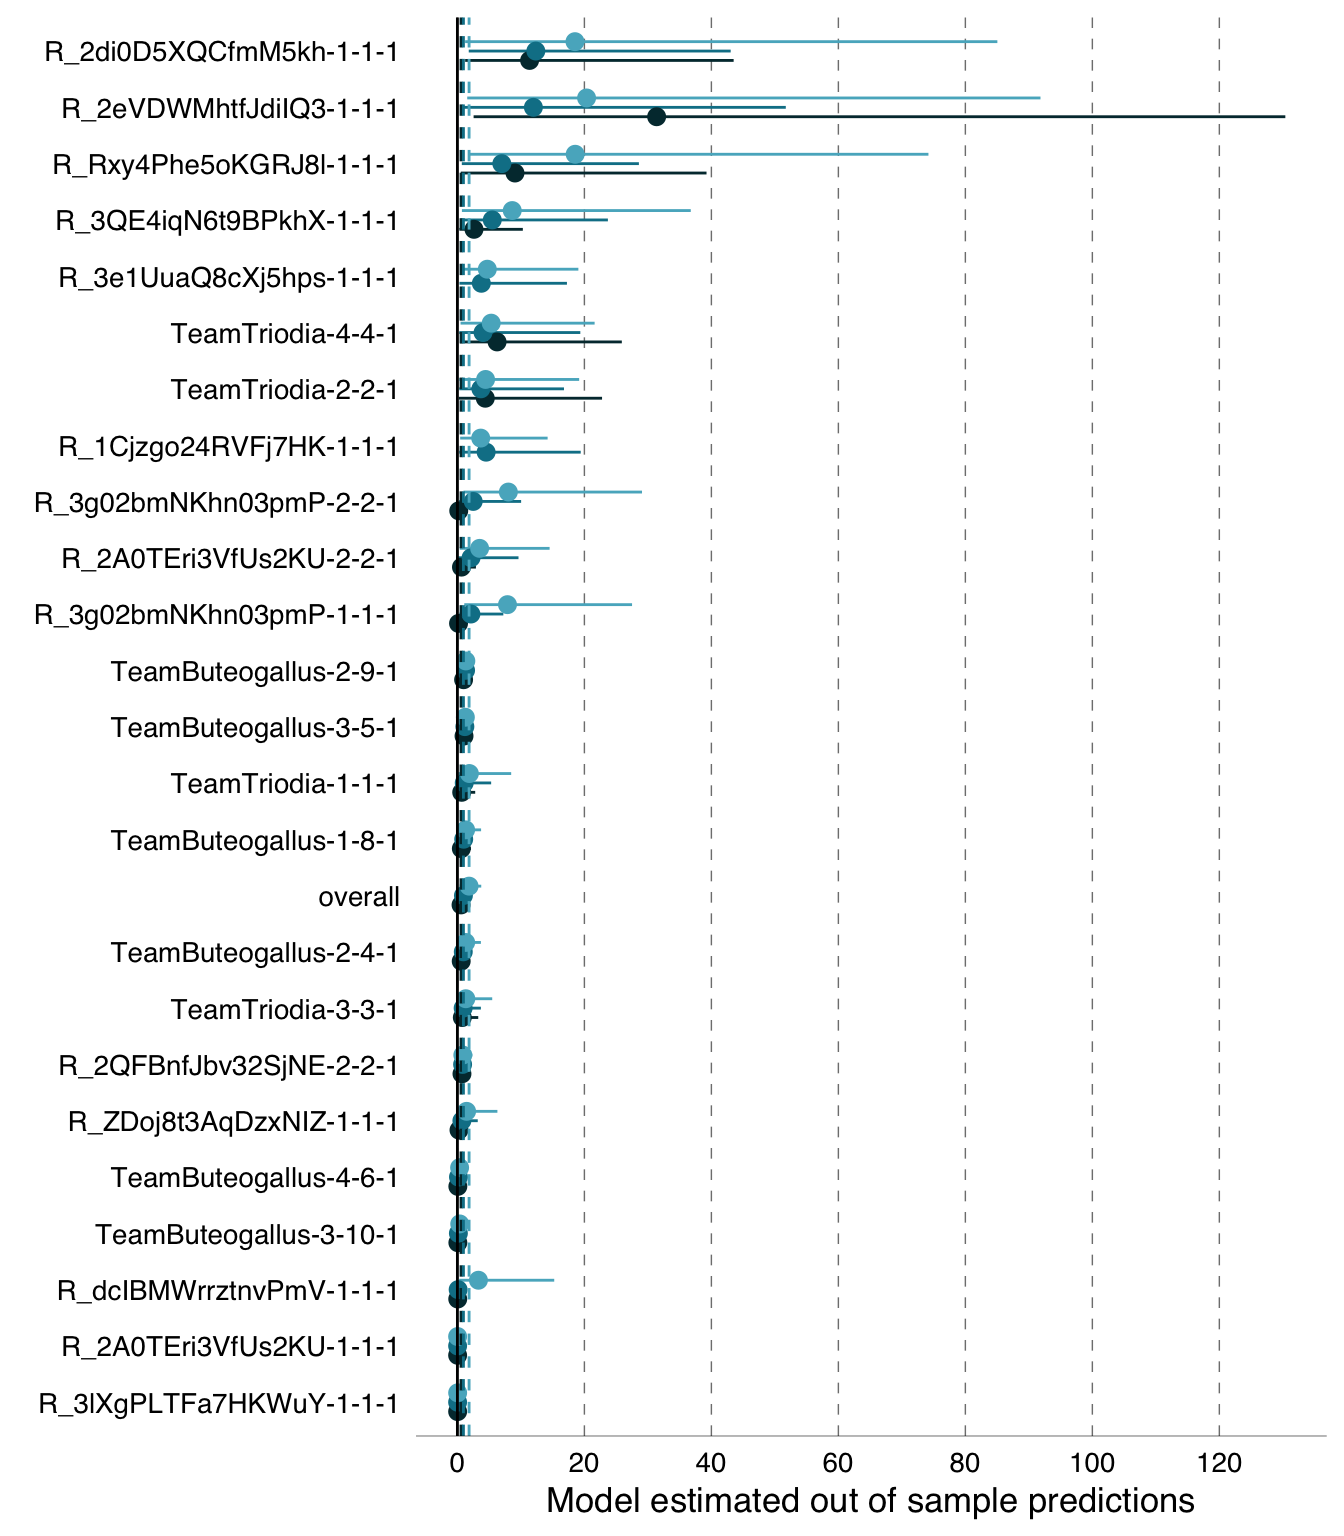 R_2di0D5XQCfmM5kh-1-1-1
R_2eVDWMhtfJdiIQ3-1-1-1
R_Rxy4Phe5oKGRJ8l-1-1-1
R_3QE4iqN6t9BPkhX-1-1-1
R_3e1UuaQ8cXj5hps-1-1-1
TeamTriodia-4-4-1
TeamTriodia-2-2-1
R_1Cjzgo24RVFj7HK-1-1-1
R_3g02bmNKhn03pmP-2-2-1
R_2A0TEri3VfUs2KU-2-2-1
R_3g02bmNKhn03pmP-1-1-1
TeamButeogallus-2-9-1
TeamButeogallus-3-5-1
TeamTriodia-1-1-1
TeamButeogallus-1-8-1
overall
TeamButeogallus-2-4-1
TeamTriodia-3-3-1
R_2QFBnfJbv32SjNE-2-2-1
R_ZDoj8t3AqDzxNIZ-1-1-1
TeamButeogallus-4-6-1
TeamButeogallus-3-10-1
R_dcIBMWrrztnvPmV-1-1-1
R_2A0TEri3VfUs2KU-1-1-1
R_3lXgPLTFa7HKWuY-1-1-1
0 20 40 60 80 100 120
Model estimated out of sample predictions